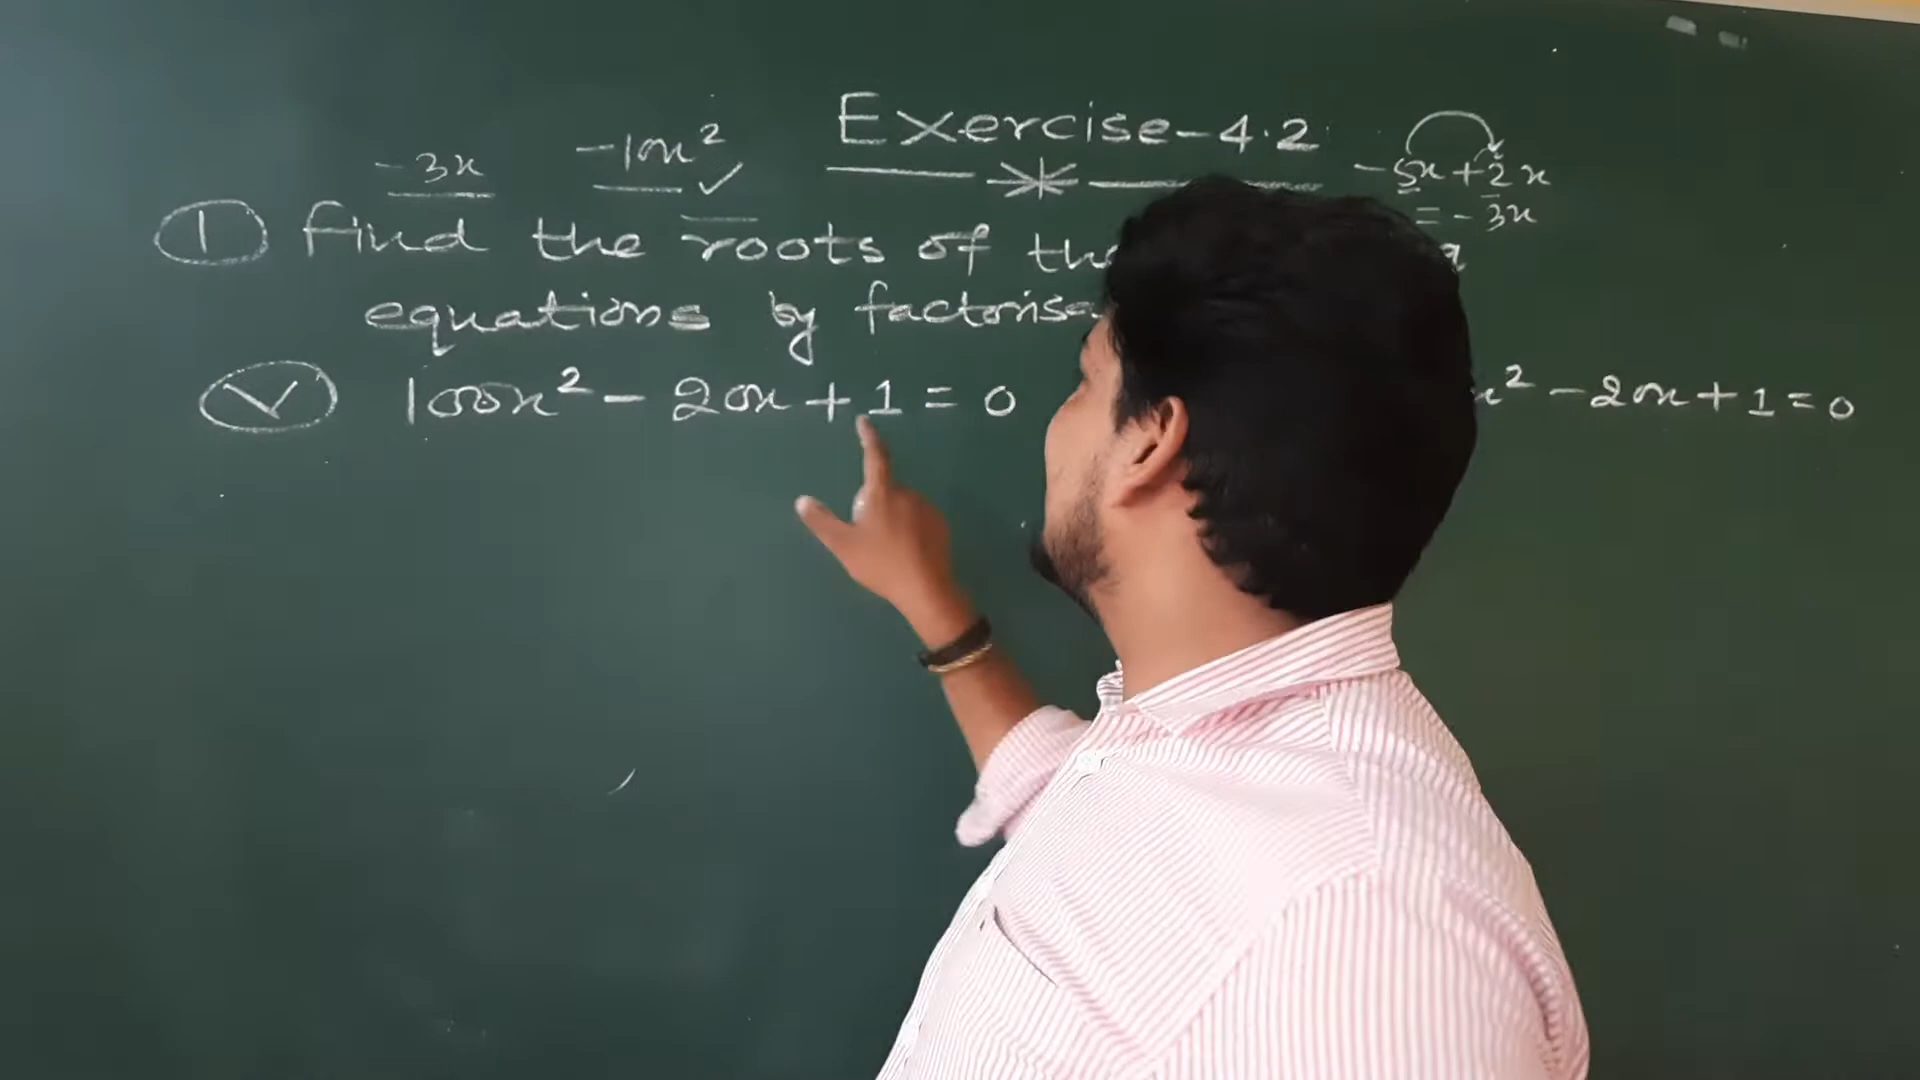 Exercise-4.2
-3x -10x² ✓ -5x+2x
= -3x
① Find the roots of the
equations by factorisa
Ⓥ 100x² - 20x + 1 = 0 x² - 20x + 1 = 0